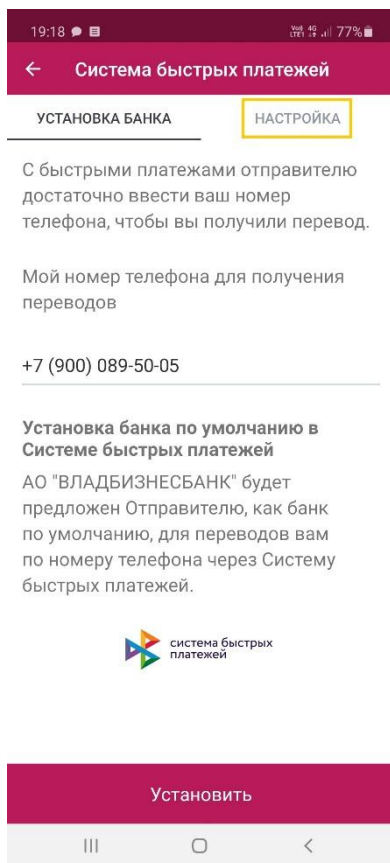 19:18 Vo) 4G LTE1 77%
Система быстрых платежей
УСТАНОВКА БАНКА НАСТРОЙКА
С быстрыми платежами отправителю
достаточно ввести ваш номер
телефона, чтобы вы получили перевод.
Мой номер телефона для получения
переводов
+7 (900) 089-50-05
Установка банка по умолчанию в
Системе быстрых платежей
АО "ВЛАДБИЗНЕСБАНК" будет
предложен Отправителю, как банк
по умолчанию, для переводов вам
по номеру телефона через Систему
быстрых платежей.
система быстрых
платежей
Установить